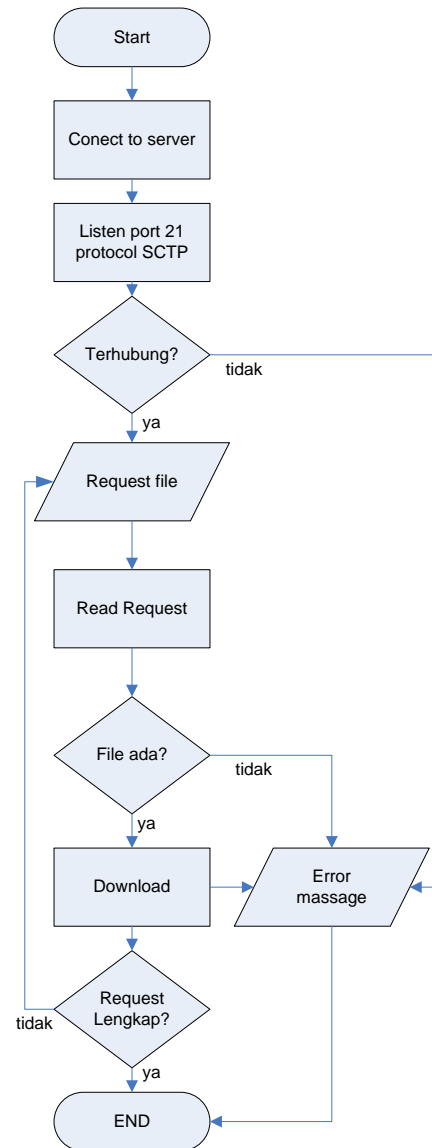 Start
Conect to server
Listen port 21
protocol SCTP
Terhubung?
tidak
ya
Request file
Read Request
File ada?
tidak
ya
Download
Error
massage
Request
Lengkap?
tidak
ya
END